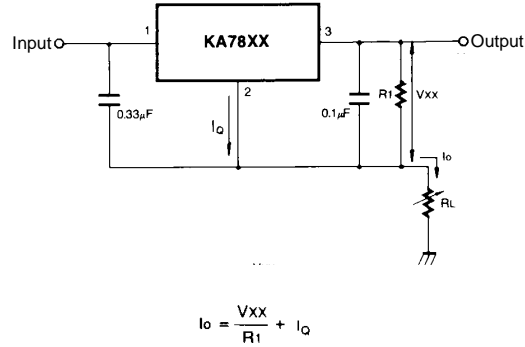 Input
1
KA78XX
3
Output
2
0.33µF
IQ
0.1µF
R1
VXX
Io
RL
Io = VXX / R1 + IQ